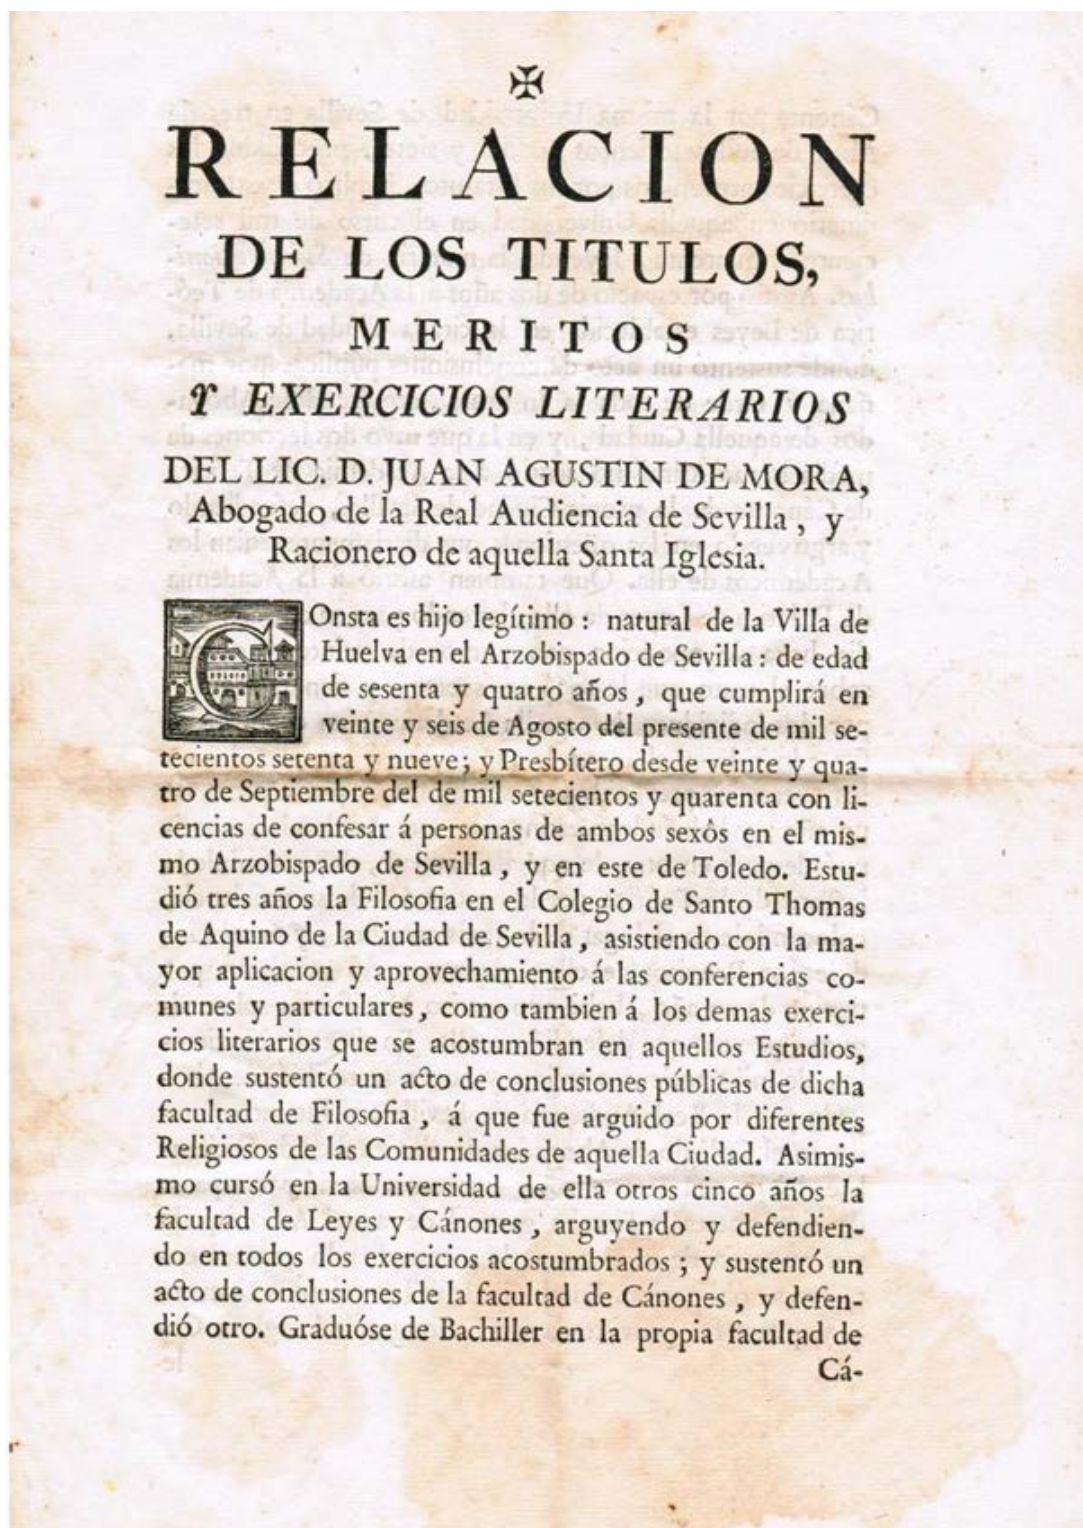 ✠
RELACION
DE LOS TITULOS,
MERITOS
Y EXERCICIOS LITERARIOS
DEL LIC. D. JUAN AGUSTIN DE MORA,
Abogado de la Real Audiencia de Sevilla , y
Racionero de aquella Santa Iglesia.
COnsta es hijo legítimo : natural de la Villa de
Huelva en el Arzobispado de Sevilla : de edad
de sesenta y quatro años , que cumplirá en
veinte y seis de Agosto del presente de mil se-
tecientos setenta y nueve ; y Presbítero desde veinte y qua-
tro de Septiembre del de mil setecientos y quarenta con li-
cencias de confesar á personas de ambos sexôs en el mis-
mo Arzobispado de Sevilla , y en este de Toledo. Estu-
dió tres años la Filosofia en el Colegio de Santo Thomas
de Aquino de la Ciudad de Sevilla , asistiendo con la ma-
yor aplicacion y aprovechamiento á las conferencias co-
munes y particulares , como tambien á los demas exerci-
cios literarios que se acostumbran en aquellos Estudios,
donde sustentó un acto de conclusiones públicas de dicha
facultad de Filosofia , á que fue arguido por diferentes
Religiosos de las Comunidades de aquella Ciudad. Asimis-
mo cursó en la Universidad de ella otros cinco años la
facultad de Leyes y Cánones , arguyendo y defendien-
do en todos los exercicios acostumbrados ; y sustentó un
acto de conclusiones de la facultad de Cánones , y defen-
dió otro. Graduóse de Bachiller en la propia facultad de
Cá-